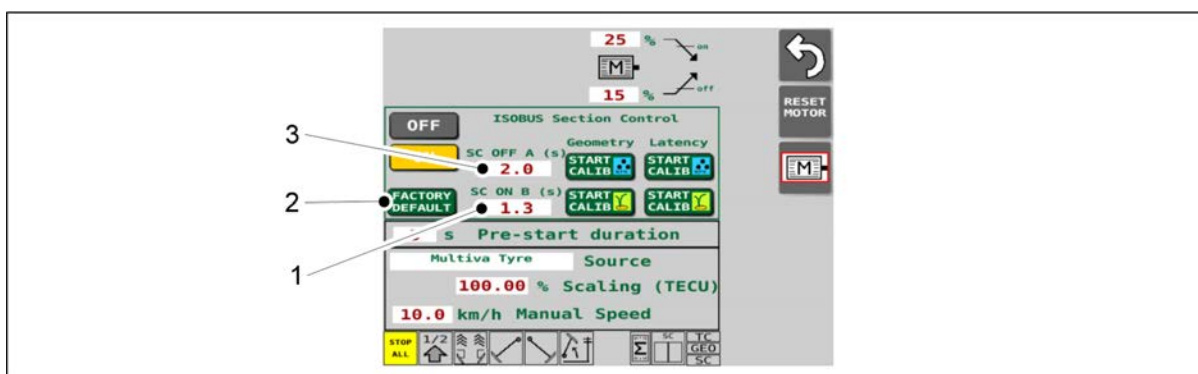 25 %
on
M
15 %
off
RESET
MOTOR
OFF
ISOBUS Section Control
Geometry Latency
3
SC OFF A (s)
2.0
START
CALIB
START
CALIB
M
2
FACTORY
DEFAULT
SC ON B (s)
1.3
START
CALIB
START
CALIB
s Pre-start duration
1
Multiva Tyre Source
100.00 % Scaling (TECU)
10.0 km/h Manual Speed
STOP
ALL
1/2
Σ
SC
TC
GEO
SC